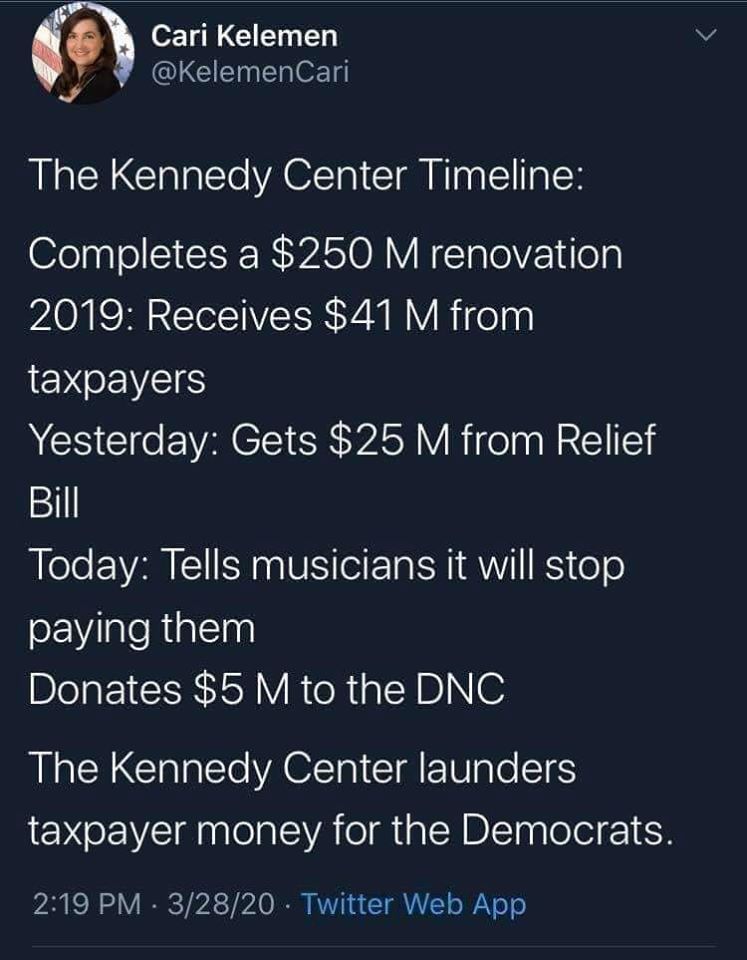 Cari Kelemen
@KelemenCari
The Kennedy Center Timeline:
Completes a $250 M renovation
2019: Receives $41 M from
taxpayers
Yesterday: Gets $25 M from Relief
Bill
Today: Tells musicians it will stop
paying them
Donates $5 M to the DNC
The Kennedy Center launders
taxpayer money for the Democrats.
2:19 PM · 3/28/20 · Twitter Web App